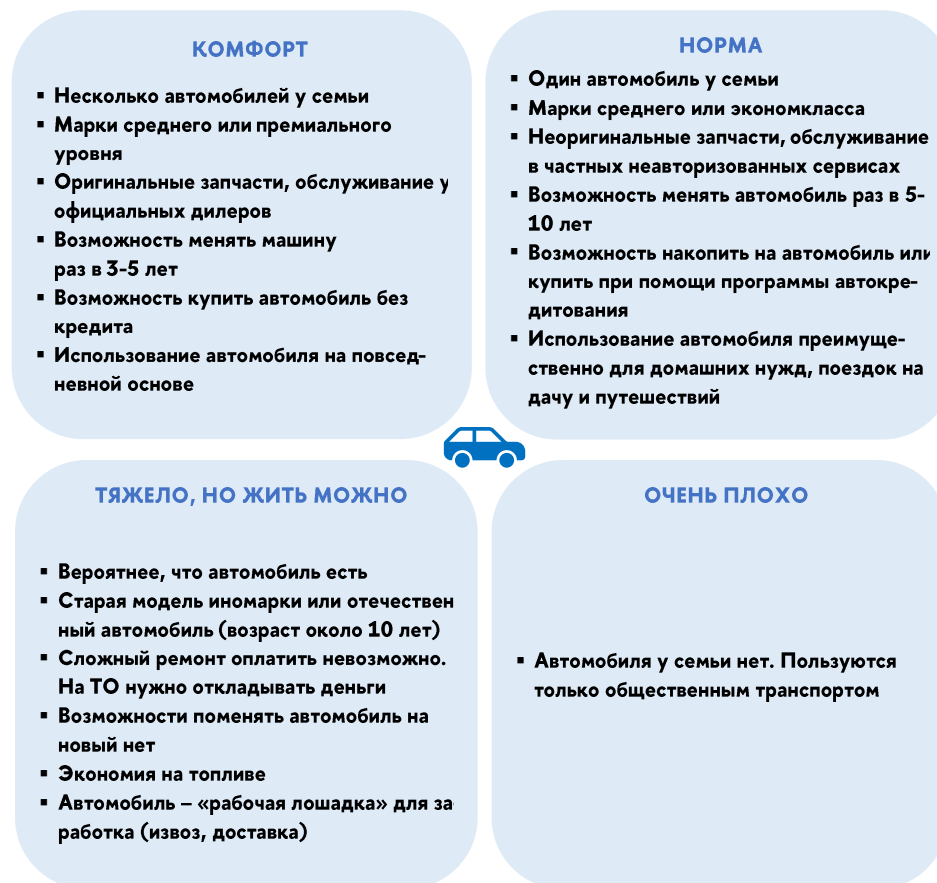 КОМФОРТ
▪ Несколько автомобилей у семьи
▪ Марки среднего или премиального
уровня
▪ Оригинальные запчасти, обслуживание у
официальных дилеров
▪ Возможность менять машину
раз в 3-5 лет
▪ Возможность купить автомобиль без
кредита
▪ Использование автомобиля на повсед-
невной основе
НОРМА
▪ Один автомобиль у семьи
▪ Марки среднего или экономкласса
▪ Неоригинальные запчасти, обслуживание
в частных неавторизованных сервисах
▪ Возможность менять автомобиль раз в 5-
10 лет
▪ Возможность накопить на автомобиль или
купить при помощи программы автокре-
дитования
▪ Использование автомобиля преимуще-
ственно для домашних нужд, поездок на
дачу и путешествий
ТЯЖЕЛО, НО ЖИТЬ МОЖНО
▪ Вероятнее, что автомобиль есть
▪ Старая модель иномарки или отечествен
ный автомобиль (возраст около 10 лет)
▪ Сложный ремонт оплатить невозможно.
На ТО нужно откладывать деньги
▪ Возможности поменять автомобиль на
новый нет
▪ Экономия на топливе
▪ Автомобиль – «рабочая лошадка» для за-
работка (извоз, доставка)
ОЧЕНЬ ПЛОХО
▪ Автомобиля у семьи нет. Пользуются
только общественным транспортом